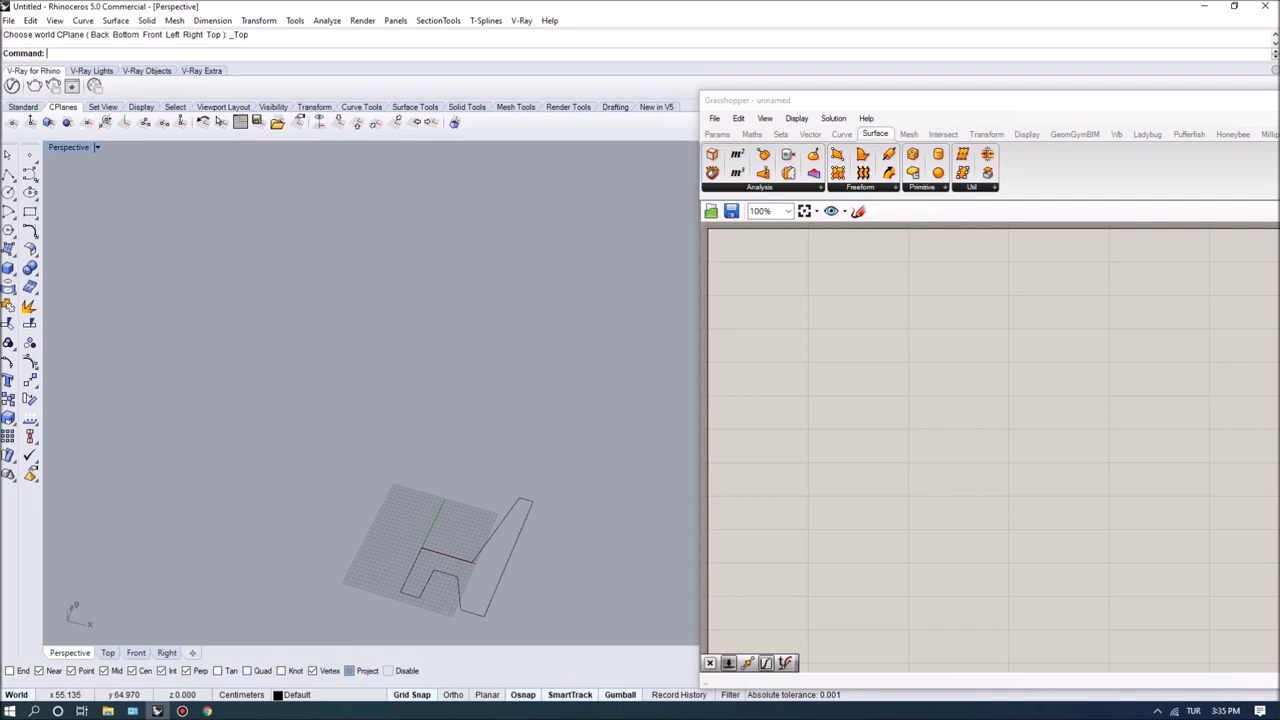 Untitled - Rhinoceros 5.0 Commercial - [Perspective]
File Edit View Curve Surface Solid Mesh Dimension Transform Tools Analyze Render Panels SectionTools T-Splines V-Ray Help
Choose world CPlane ( Back Bottom Front Left Right Top ): _Top
Command:
V-Ray for Rhino V-Ray Lights V-Ray Objects V-Ray Extra
Standard CPlanes Set View Display Select Viewport Layout Visibility Transform Curve Tools Surface Tools Solid Tools Mesh Tools Render Tools Drafting New in V5
Perspective
Grasshopper - unnamed
File Edit View Display Solution Help
Params Maths Sets Vector Curve Surface Mesh Intersect Transform Display GeomGymBIM Wb Ladybug Pufferfish Honeybee Millip
m² m³
Analysis Freeform Primitive Util
100%
z y x
Perspective Top Front Right
End Near Point Mid Cen Int Perp Tan Quad Knot Vertex Project Disable
World x 55.135 y 64.970 z 0.000 Centimeters Default Grid Snap Ortho Planar Osnap SmartTrack Gumball Record History Filter Absolute tolerance: 0.001
TUR 3:35 PM